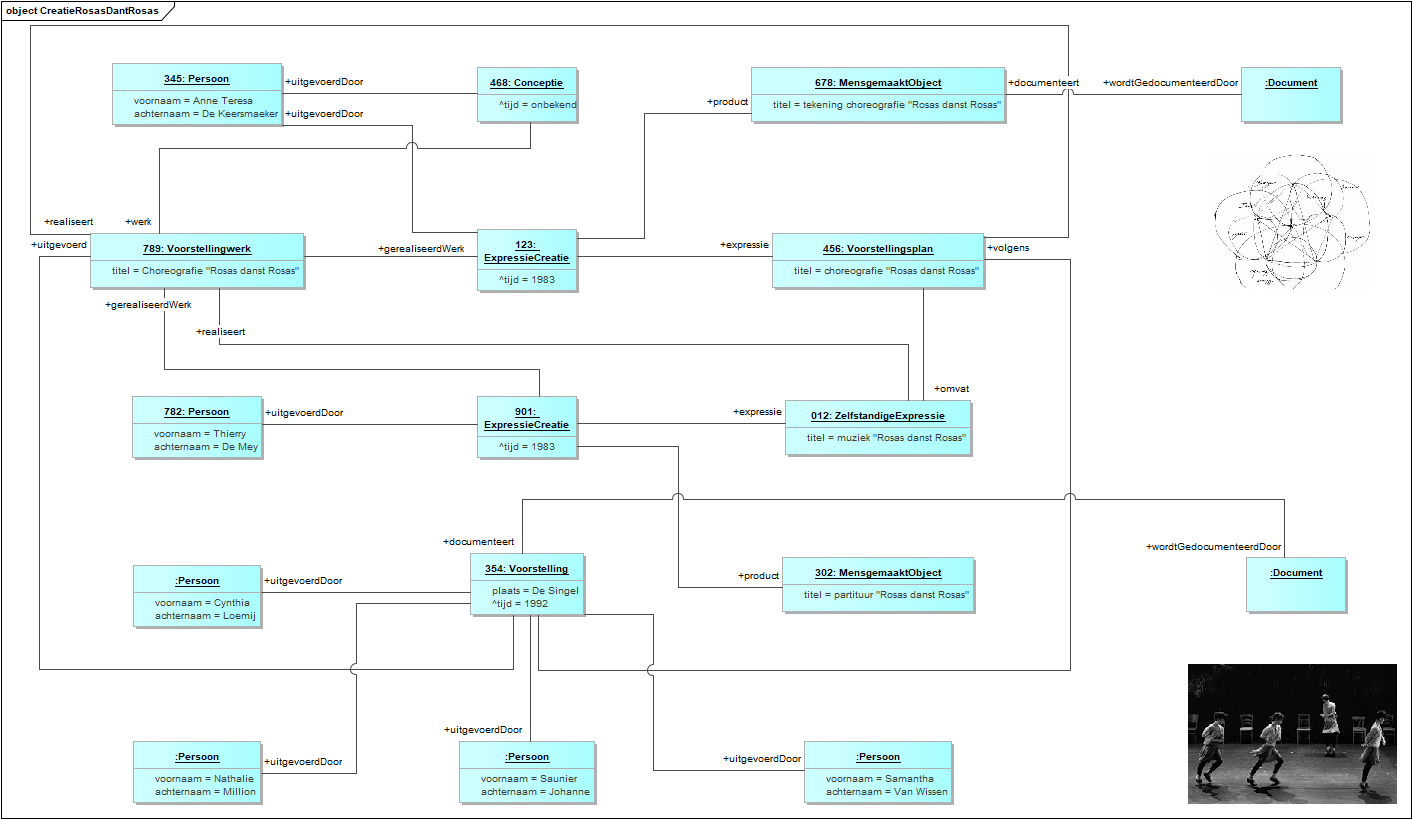 object CreatieRosasDantRosas
345: Persoon
voornaam = Anne Teresa
achternaam = De Keersmaeker
+uitgevoerdDoor
+uitgevoerdDoor
468: Conceptie
^tijd = onbekend
+product
678: MensgemaaktObject
titel = tekening choreografie "Rosas danst Rosas"
+documenteert
+wordtGedocumenteerdDoor
:Document
+realiseert
+werk
+uitgevoerd
789: Voorstellingwerk
titel = Choreografie "Rosas danst Rosas"
+gerealiseerdWerk
123:
ExpressieCreatie
^tijd = 1983
+expressie
456: Voorstellingsplan
titel = choreografie "Rosas danst Rosas"
+volgens
+gerealiseerdWerk
+realiseert
+omvat
782: Persoon
voornaam = Thierry
achternaam = De Mey
+uitgevoerdDoor
901:
ExpressieCreatie
^tijd = 1983
+expressie
012: ZelfstandigeExpressie
titel = muziek "Rosas danst Rosas"
+documenteert
+wordtGedocumenteerdDoor
:Persoon
voornaam = Cynthia
achternaam = Loemij
+uitgevoerdDoor
354: Voorstelling
plaats = De Singel
^tijd = 1992
+product
302: MensgemaaktObject
titel = partituur "Rosas danst Rosas"
:Document
:Persoon
voornaam = Nathalie
achternaam = Million
+uitgevoerdDoor
+uitgevoerdDoor
:Persoon
voornaam = Saunier
achternaam = Johanne
+uitgevoerdDoor
:Persoon
voornaam = Samantha
achternaam = Van Wissen